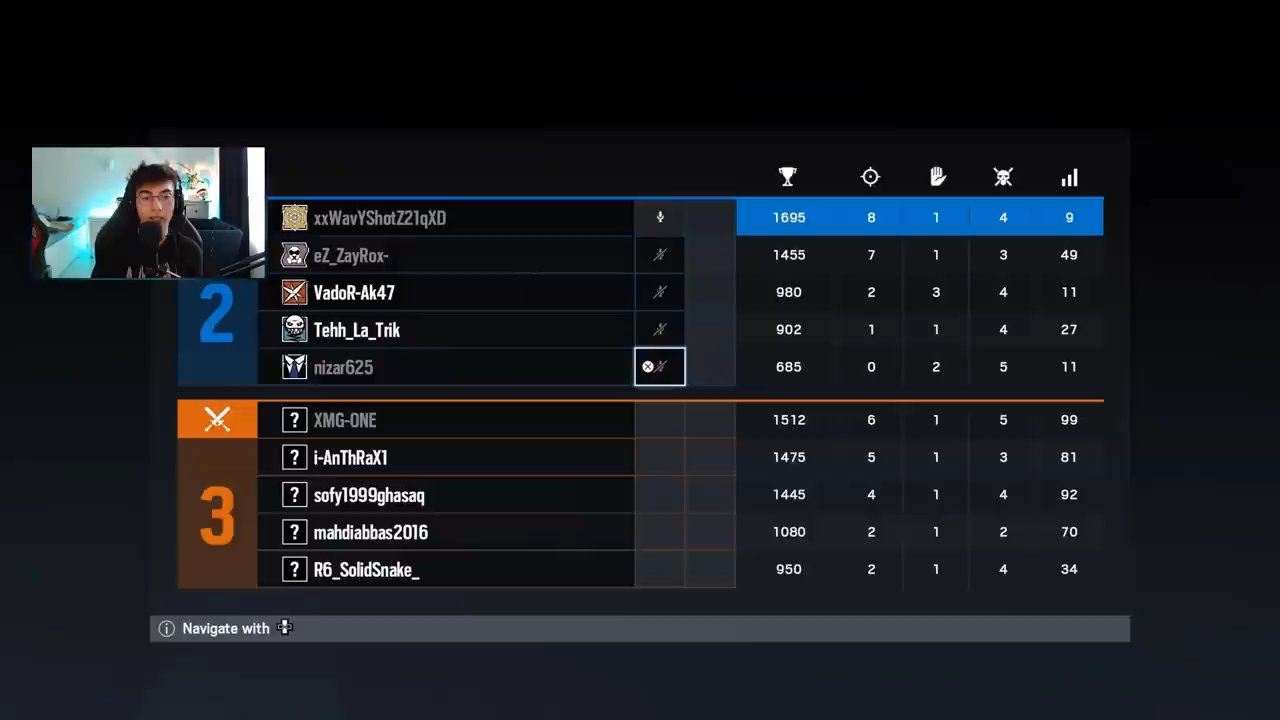 xxWavYShotZ21qXD 1695 8 1 4 9
eZ_ZayRox- 1455 7 1 3 49
2
VadoR-Ak47 980 2 3 4 11
Tehh_La_Trik 902 1 1 4 27
nizar625 685 0 2 5 11
? XMG-ONE 1512 6 1 5 99
? i-AnThRaX1 1475 5 1 3 81
? sofy1999ghasaq 1445 4 1 4 92
3
? mahdiabbas2016 1080 2 1 2 70
? R6_SolidSnake_ 950 2 1 4 34
Navigate with